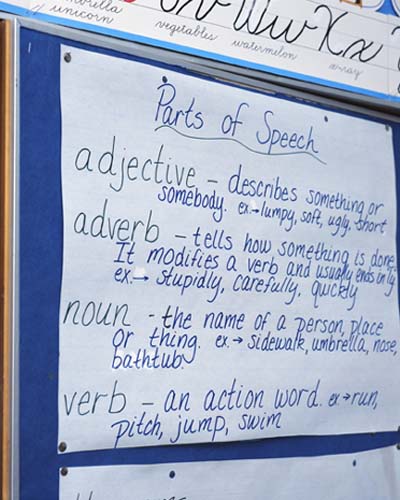 umbrella
unicorn
vegetables
watermelon
x-ray
Ww Xx
Parts of Speech
adjective – describes something or
somebody. ex.→lumpy, soft, ugly, short
adverb – tells how something is done.
It modifies a verb and usually ends in ly
ex.→ stupidly, carefully, quickly
noun - the name of a person, place
or thing. ex.→ sidewalk, umbrella, nose,
bathtub.
verb – an action word. ex→run,
pitch, jump, swim